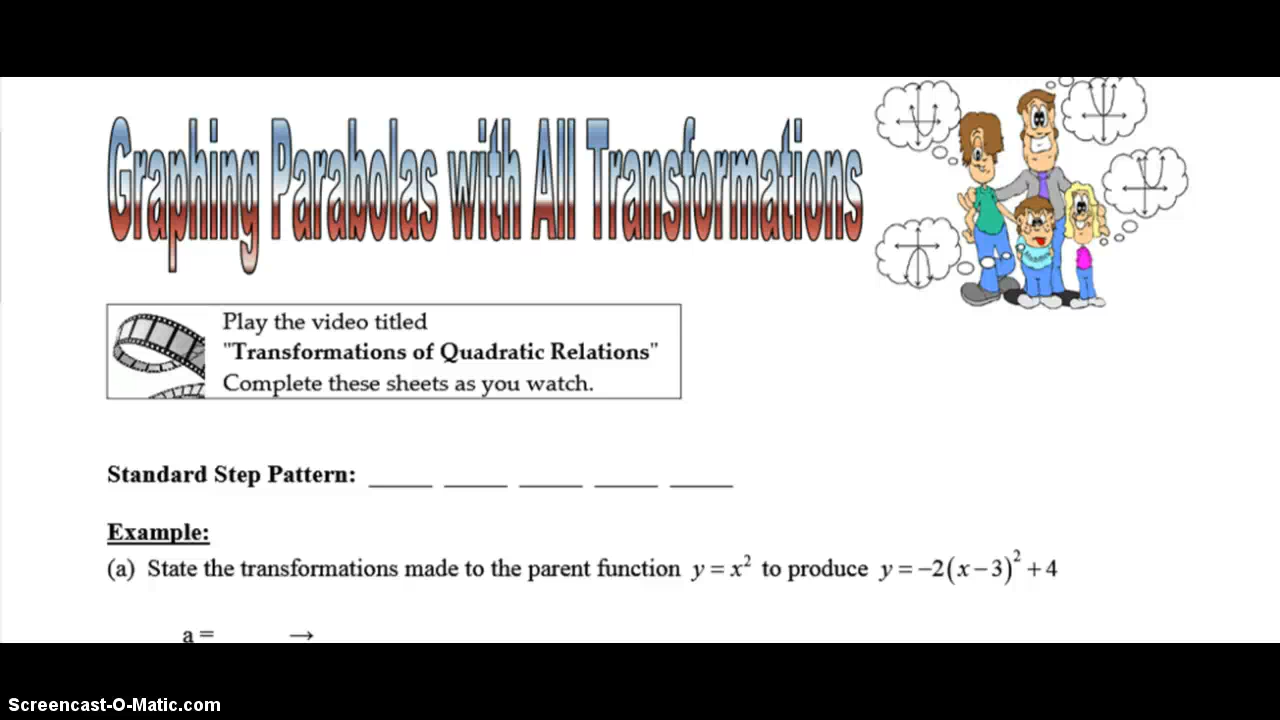 Graphing Parabolas with All Transformations
Play the video titled
"Transformations of Quadratic Relations"
Complete these sheets as you watch.
Standard Step Pattern: _____ _____ _____ _____ _____
Example:
(a) State the transformations made to the parent function y = x² to produce y = −2(x − 3)² + 4
a = →
Screencast-O-Matic.com